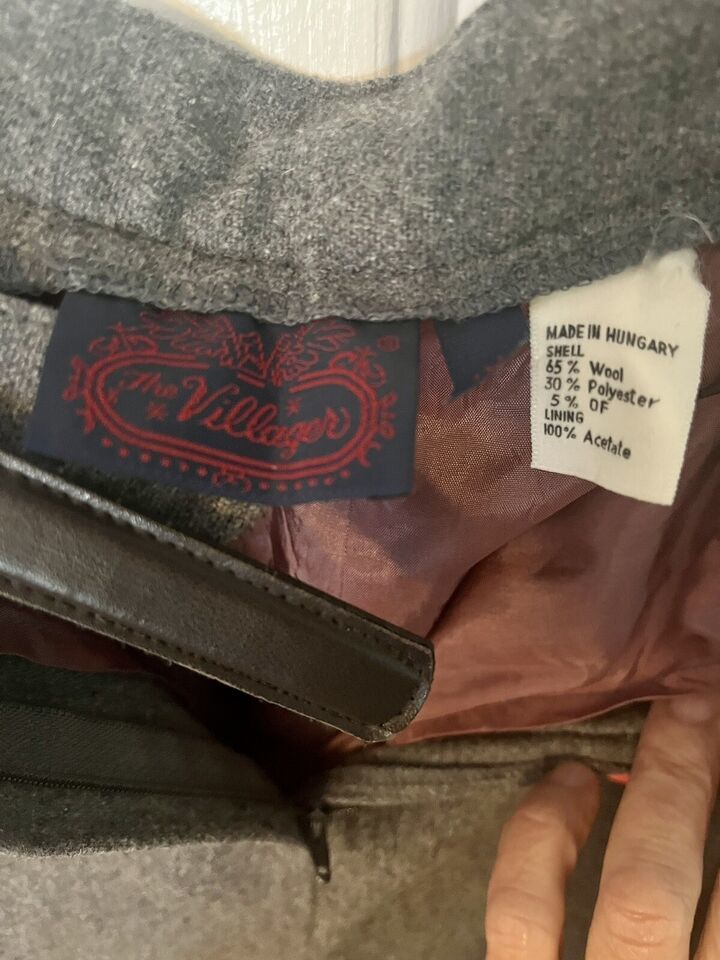 The Villager
®
MADE IN HUNGARY
SHELL
65 % Wool
30 % Polyester
5 % OF
LINING
100% Acetate